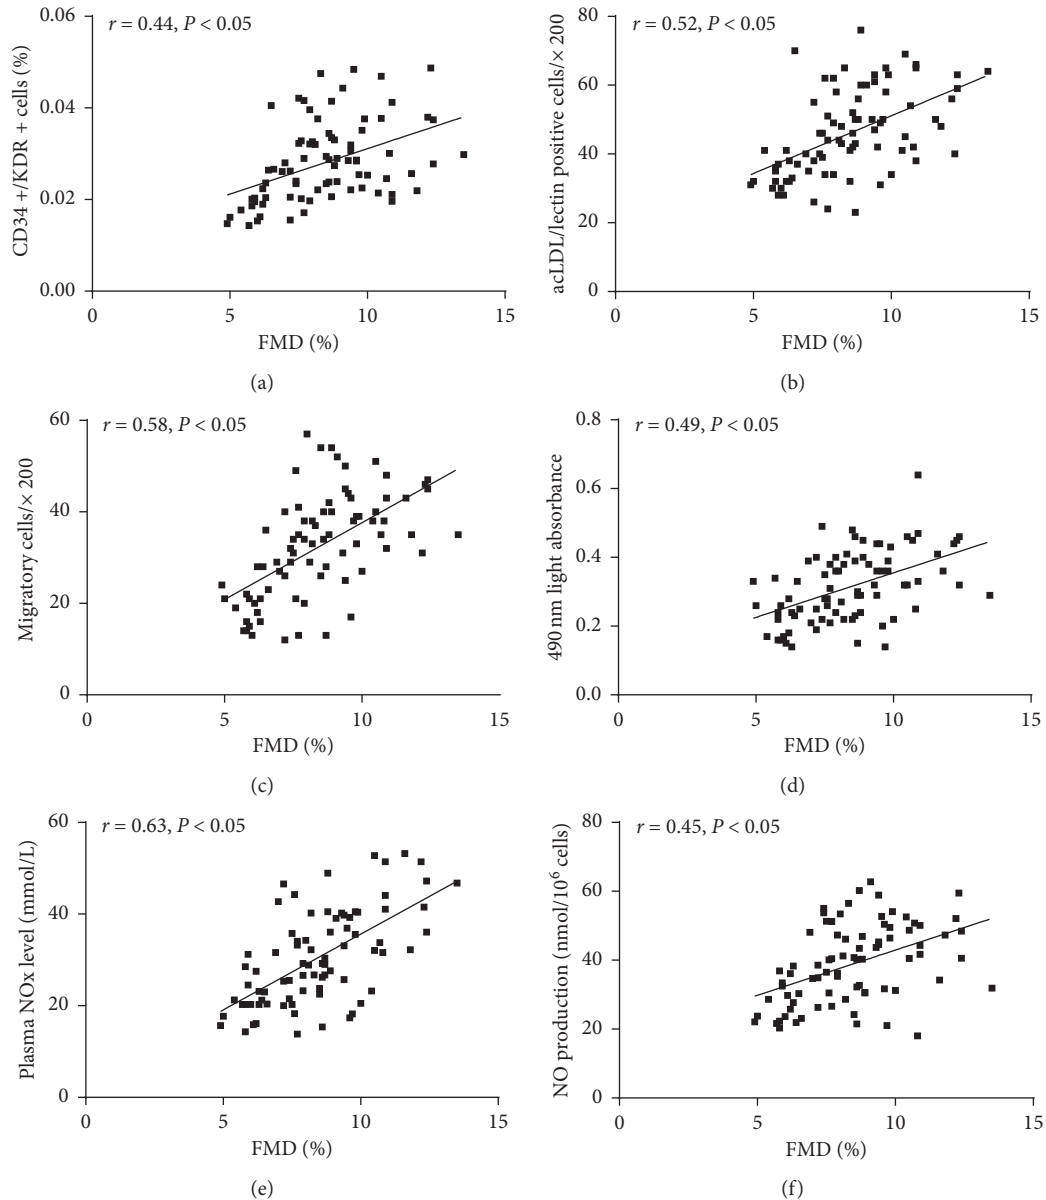 r = 0.44, P < 0.05
CD34 +/KDR + cells (%)
0.06
0.04
0.02
0.00
0 5 10 15
FMD (%)
(a)
r = 0.52, P < 0.05
acLDL/lectin positive cells/× 200
80
60
40
20
0
0 5 10 15
FMD (%)
(b)
r = 0.58, P < 0.05
Migratory cells/× 200
60
40
20
0
0 5 10 15
FMD (%)
(c)
r = 0.49, P < 0.05
490 nm light absorbance
0.8
0.6
0.4
0.2
0.0
0 5 10 15
FMD (%)
(d)
r = 0.63, P < 0.05
Plasma NOx level (mmol/L)
60
40
20
0
0 5 10 15
FMD (%)
(e)
r = 0.45, P < 0.05
NO production (nmol/10⁶ cells)
80
60
40
20
0
0 5 10 15
FMD (%)
(f)